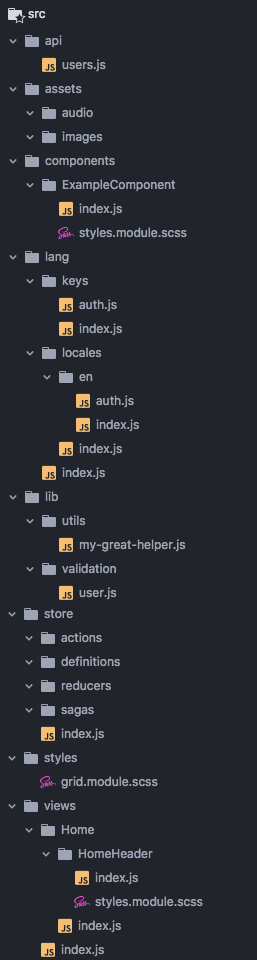 src
api
JS users.js
assets
audio
images
components
ExampleComponent
JS index.js
Sass styles.module.scss
lang
keys
JS auth.js
JS index.js
locales
en
JS auth.js
JS index.js
JS index.js
JS index.js
lib
utils
JS my-great-helper.js
validation
JS user.js
store
actions
definitions
reducers
sagas
JS index.js
styles
Sass grid.module.scss
views
Home
HomeHeader
JS index.js
Sass styles.module.scss
JS index.js
JS index.js